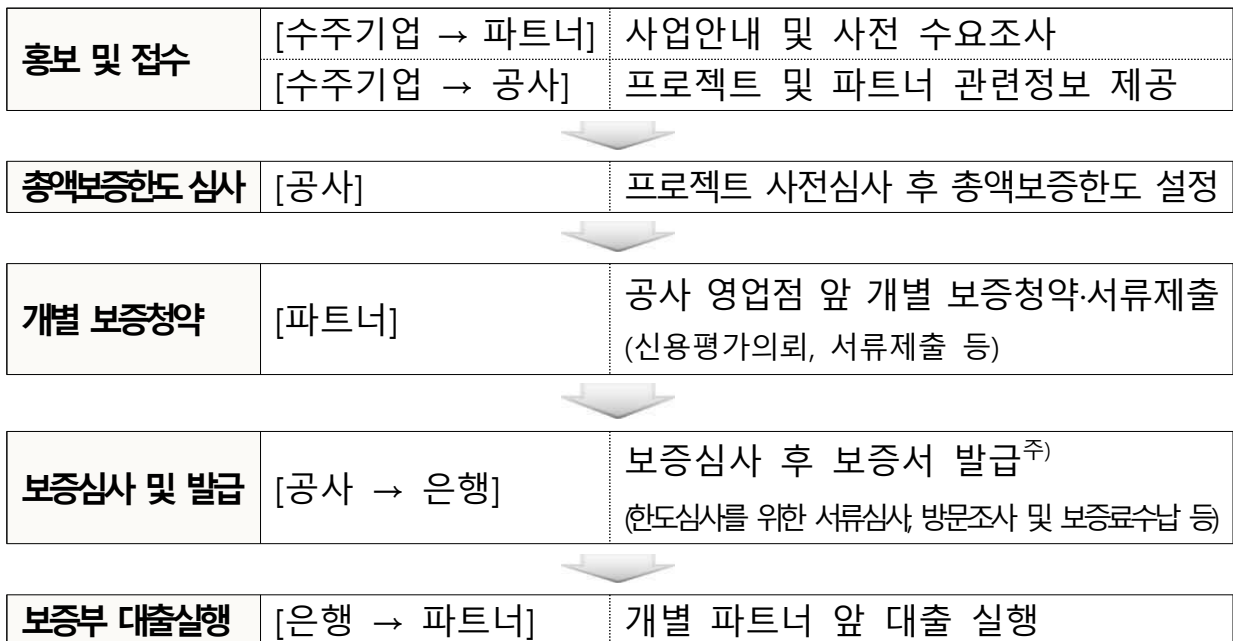 홍보 및 접수
[수주기업 → 파트너] 사업안내 및 사전 수요조사
[수주기업 → 공사] 프로젝트 및 파트너 관련정보 제공
총액보증한도 심사 [공사] 프로젝트 사전심사 후 총액보증한도 설정
개별 보증청약 [파트너] 공사 영업점 앞 개별 보증청약·서류제출
(신용평가의뢰, 서류제출 등)
보증심사 및 발급 [공사 → 은행] 보증심사 후 보증서 발급주)
(한도심사를 위한 서류심사, 방문조사 및 보증료수납 등)
보증부 대출실행 [은행 → 파트너] 개별 파트너 앞 대출 실행